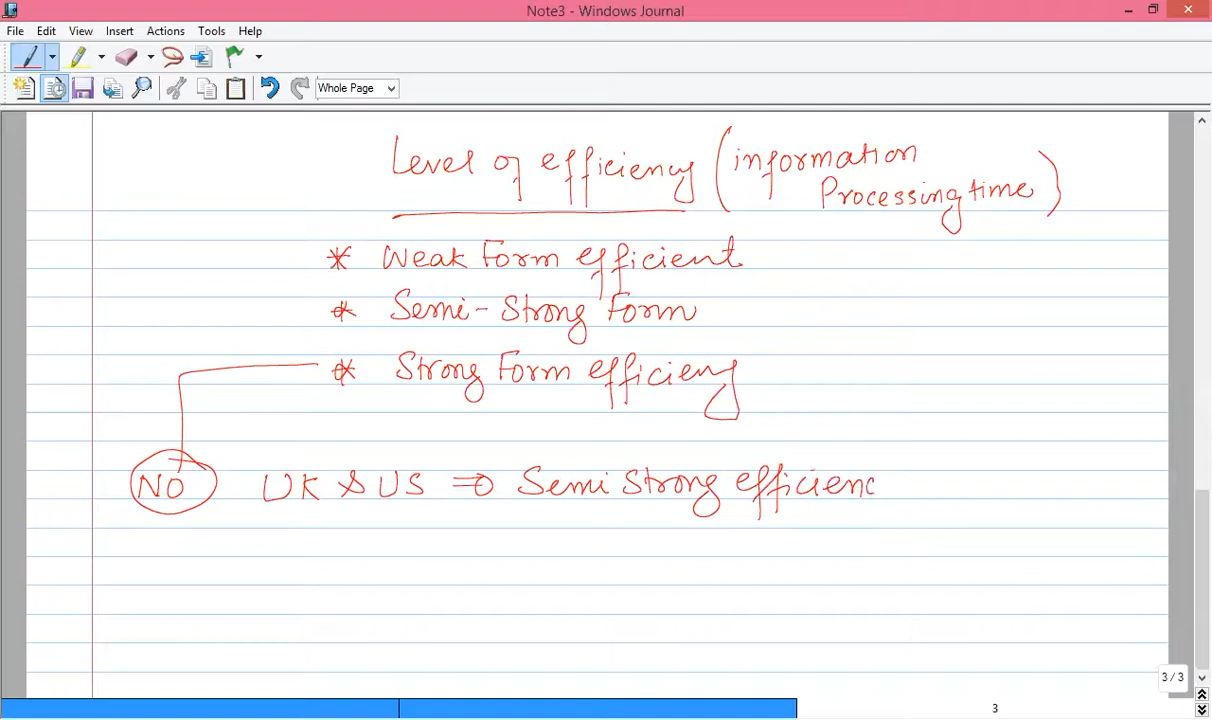 Note3 - Windows Journal
File Edit View Insert Actions Tools Help
Whole Page
Level of efficiency (information
Processing time)
* Weak Form efficient
* Semi-Strong Form
* Strong Form efficieny
NO UK & US ⇒ Semi Strong efficienc
3 / 3
3